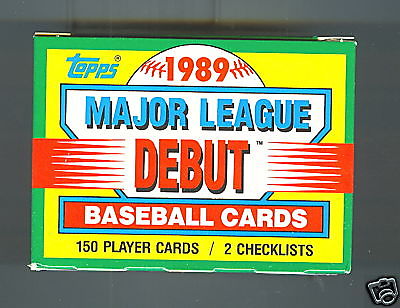 Topps®
1989
MAJOR LEAGUE
DEBUT™
BASEBALL CARDS
150 PLAYER CARDS / 2 CHECKLISTS